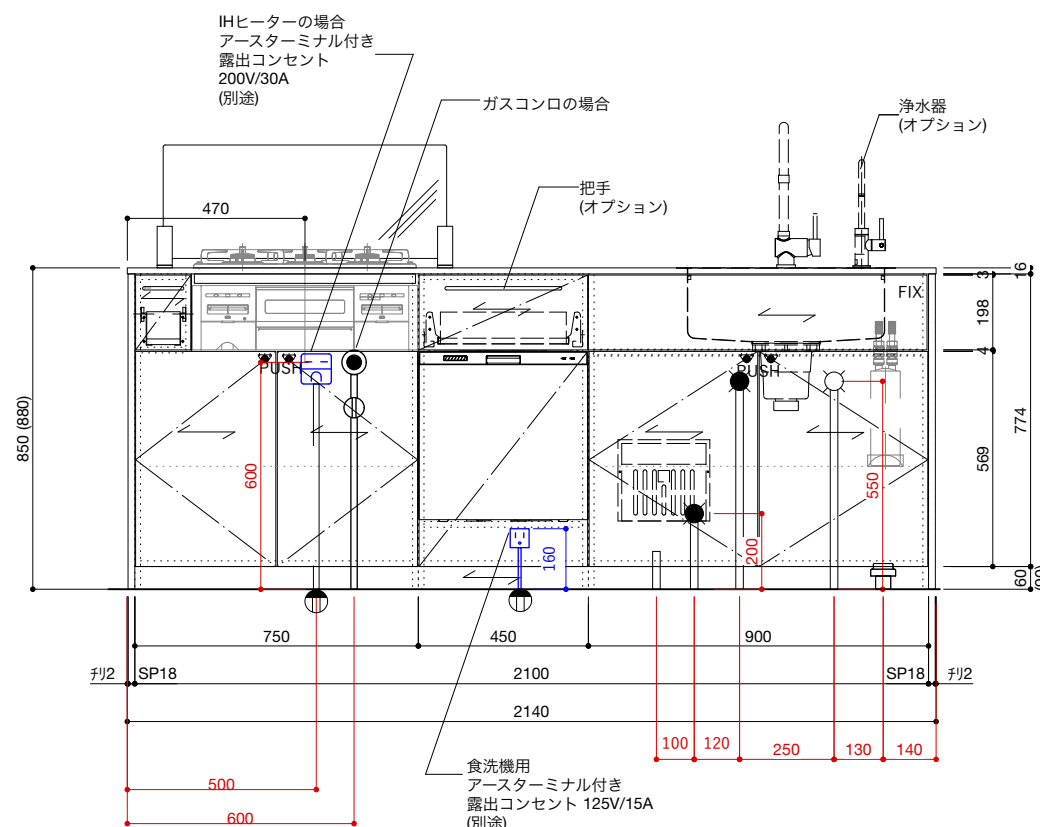 IHヒーターの場合
アースターミナル付き
露出コンセント
200V/30A
(別途)
ガスコンロの場合
浄水器
(オプション)
把手
(オプション)
470
FIX
3
16
198
4
PUSH
PUSH
850 (880)
600
550
774
569
160
200
60
(90)
750
450
900
ﾁﾘ2
SP18
2100
SP18
ﾁﾘ2
2140
100
120
250
130
140
500
食洗機用
アースターミナル付き
露出コンセント 125V/15A
(別途)
600